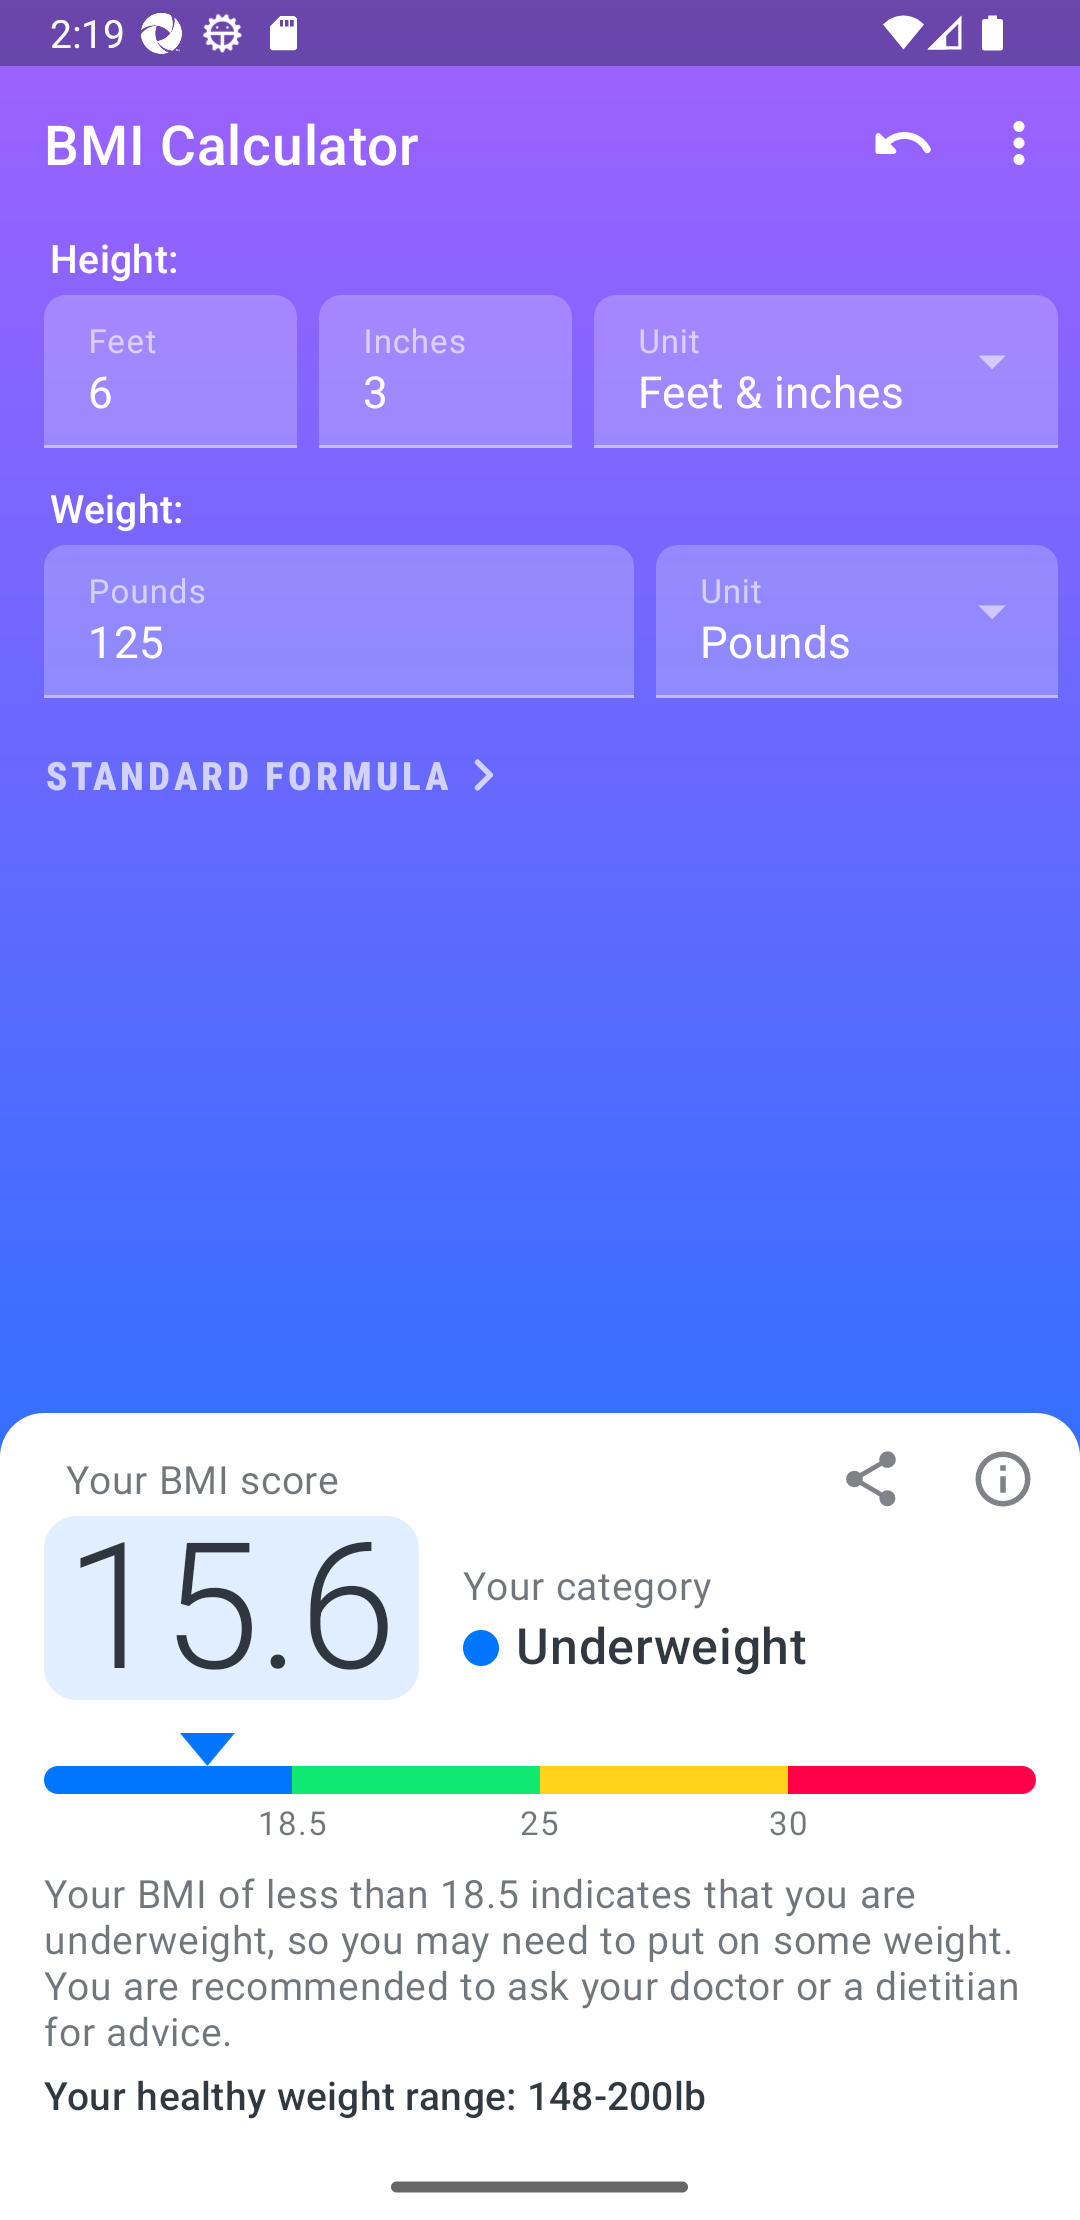 2:19
BMI Calculator
Height:
Feet
6
Inches
3
Unit
Feet & inches
Weight:
Pounds
125
Unit
Pounds
STANDARD FORMULA
Your BMI score
15.6
Your category
Underweight
18.5
25
30
Your BMI of less than 18.5 indicates that you are
underweight, so you may need to put on some weight.
You are recommended to ask your doctor or a dietitian
for advice.
Your healthy weight range: 148-200lb